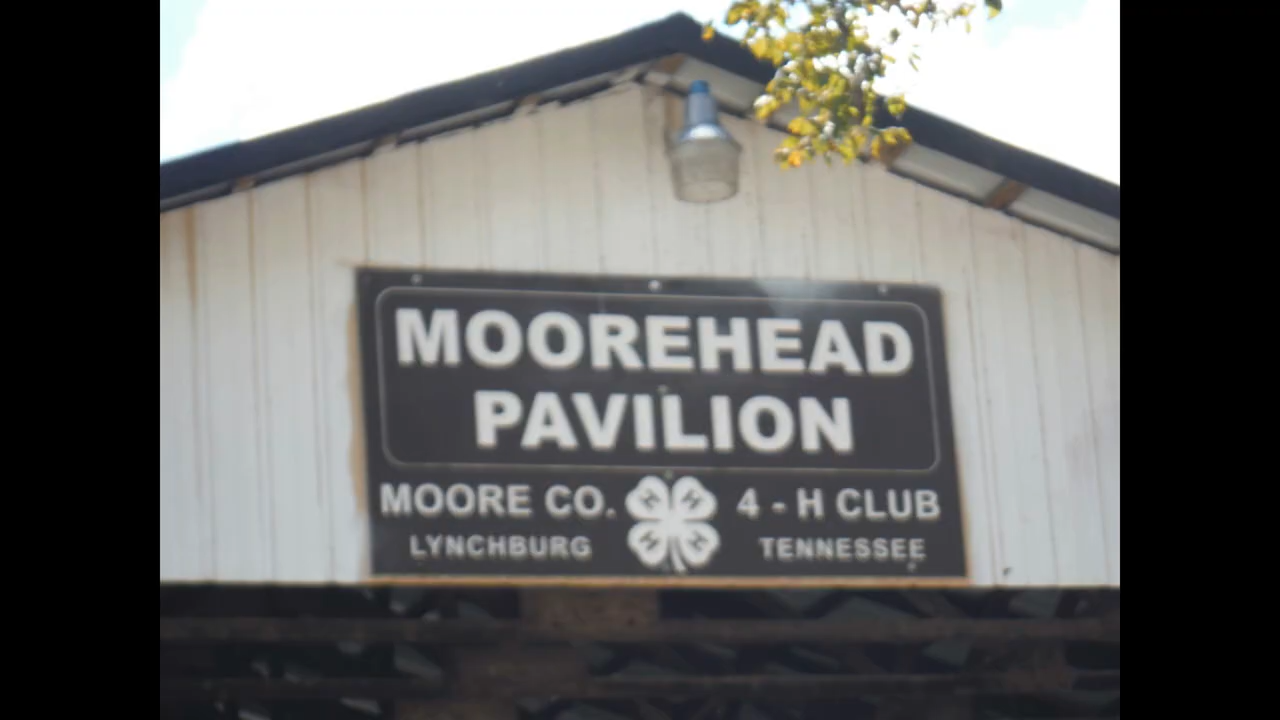 MOOREHEAD
PAVILION
MOORE CO. 4 - H CLUB
LYNCHBURG TENNESSEE
H H
H H